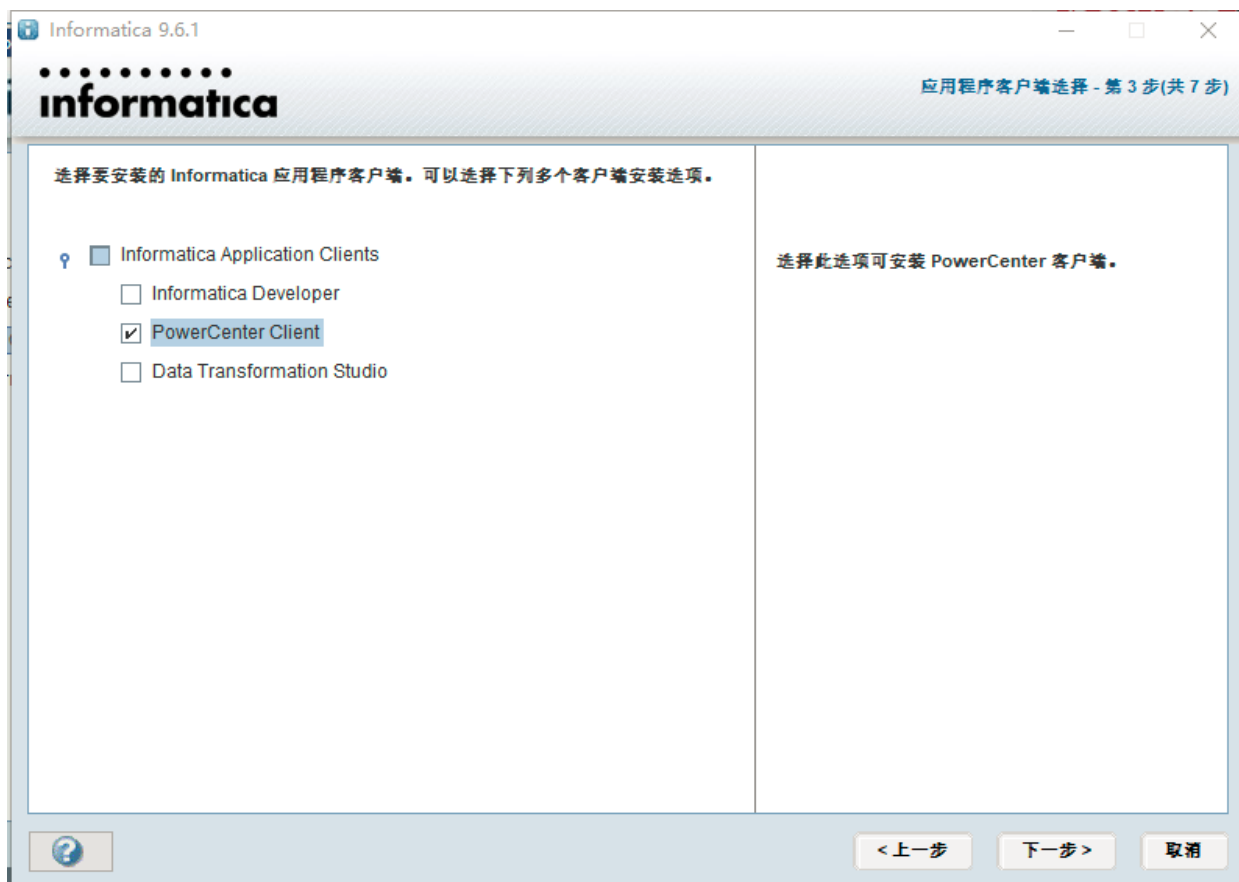 Informatica 9.6.1
informatica
应用程序客户端选择 - 第 3 步(共 7 步)
选择要安装的 Informatica 应用程序客户端。可以选择下列多个客户端安装选项。
Informatica Application Clients
Informatica Developer
PowerCenter Client
Data Transformation Studio
选择此选项可安装 PowerCenter 客户端。
<上一步
下一步>
取消